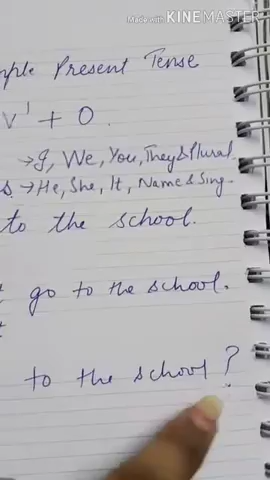 Made with KINEMASTER
mple Present Tense
V¹ + O
→ I, We, You, They & Plural
s → He, She, It, Name & Sing
to the school.
t go to the school.
t
to the school?